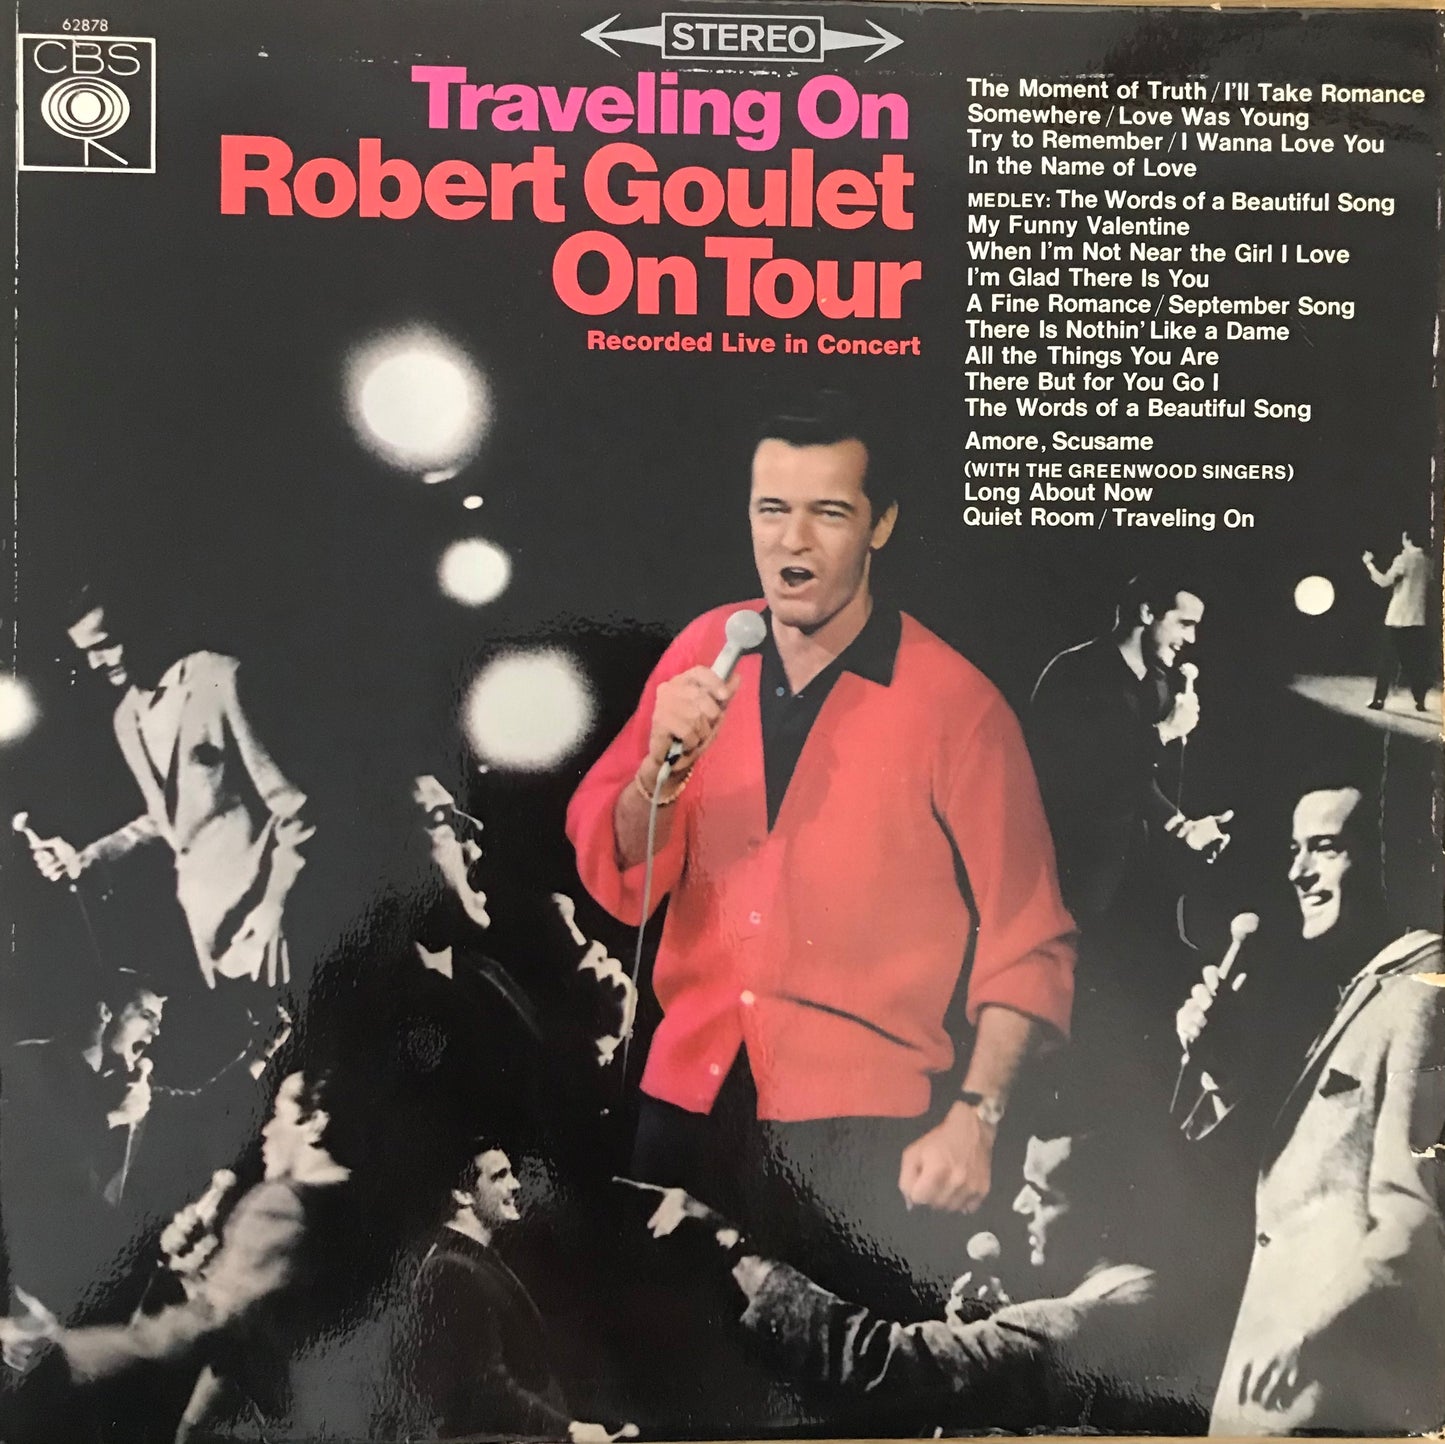 62878
CBS
STEREO
Traveling On
Robert Goulet
On Tour
Recorded Live in Concert
The Moment of Truth / I'll Take Romance
Somewhere / Love Was Young
Try to Remember / I Wanna Love You
In the Name of Love
MEDLEY: The Words of a Beautiful Song
My Funny Valentine
When I'm Not Near the Girl I Love
I'm Glad There Is You
A Fine Romance / September Song
There Is Nothin' Like a Dame
All the Things You Are
There But for You Go I
The Words of a Beautiful Song
Amore, Scusame
(WITH THE GREENWOOD SINGERS)
Long About Now
Quiet Room / Traveling On